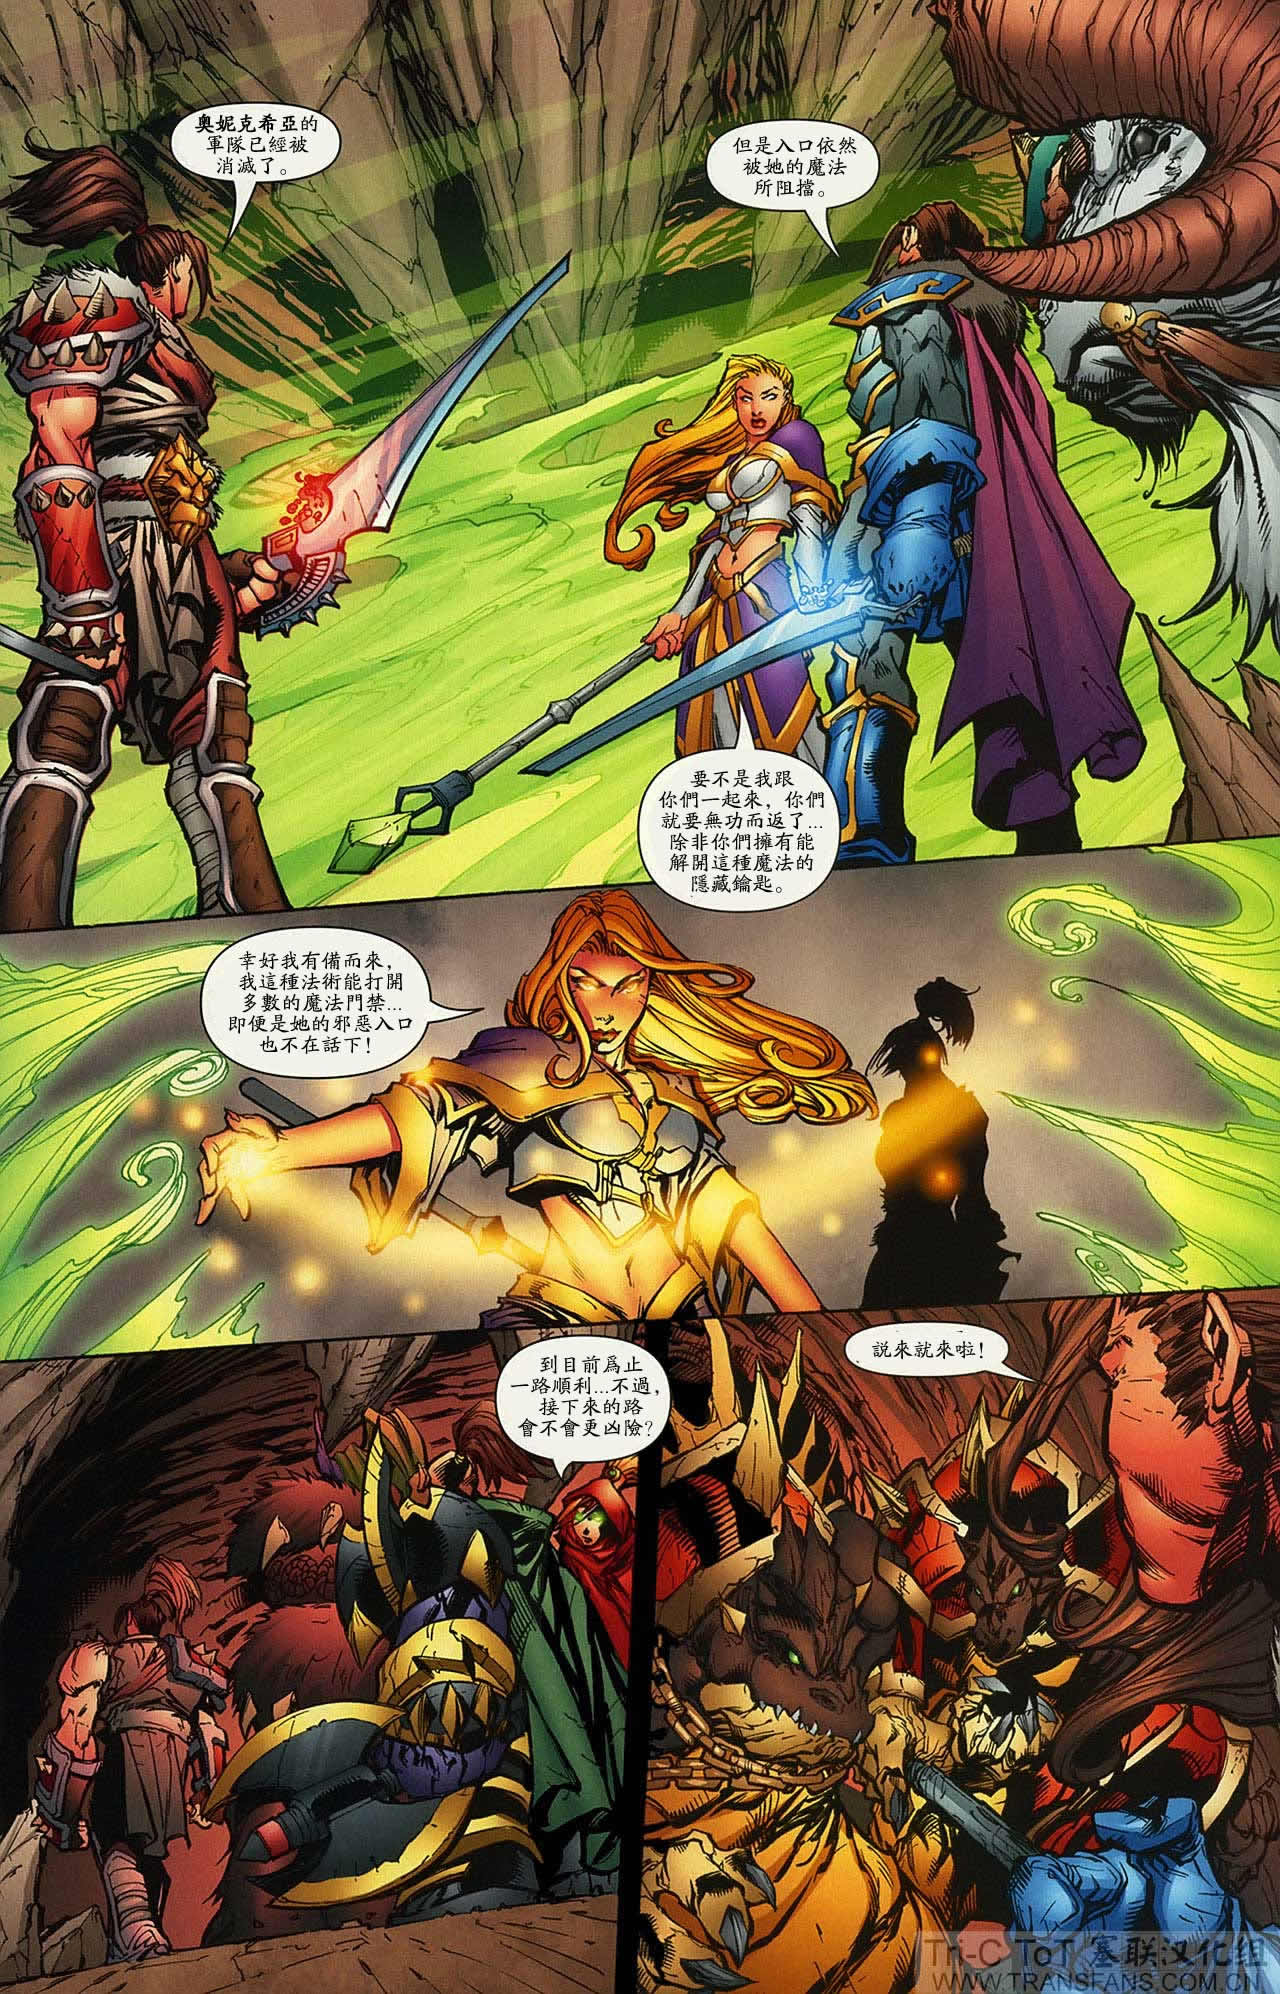 奧妮克希亞的
軍隊已經被
消滅了。
但是入口依然
被她的魔法
所阻擋。
要不是我跟
你們一起來，你們
就要無功而返了...
除非你們擁有能
解開這種魔法的
隱藏鑰匙。
幸好我有備而來，
我這種法術能打開
多數的魔法門禁...
即便是她的邪惡入口
也不在話下！
到目前爲止
一路順利...不過，
接下來的路
會不會更凶險？
説來就來啦！
Tri-C ToT 塞联汉化组
WWW.TRANSFANS.COM.CN